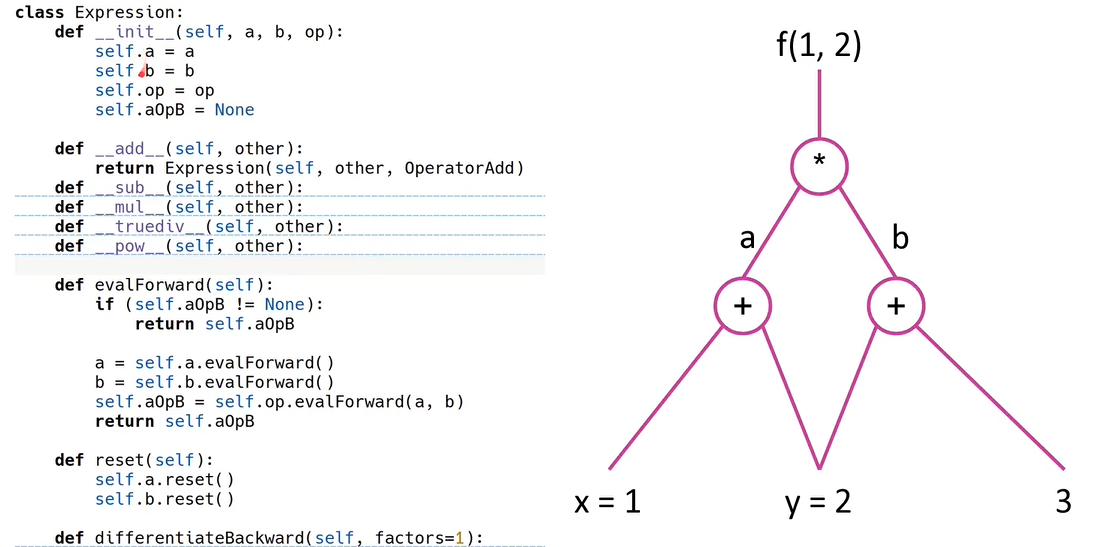 class Expression:
    def __init__(self, a, b, op):
        self.a = a
        self.b = b
        self.op = op
        self.aOpB = None
    def __add__(self, other):
        return Expression(self, other, OperatorAdd)
    def __sub__(self, other):
    def __mul__(self, other):
    def __truediv__(self, other):
    def __pow__(self, other):
    def evalForward(self):
        if (self.aOpB != None):
            return self.aOpB
        a = self.a.evalForward()
        b = self.b.evalForward()
        self.aOpB = self.op.evalForward(a, b)
        return self.aOpB
    def reset(self):
        self.a.reset()
        self.b.reset()
    def differentiateBackward(self, factors=1):
f(1, 2)
*
a
b
+
+
x = 1
y = 2
3